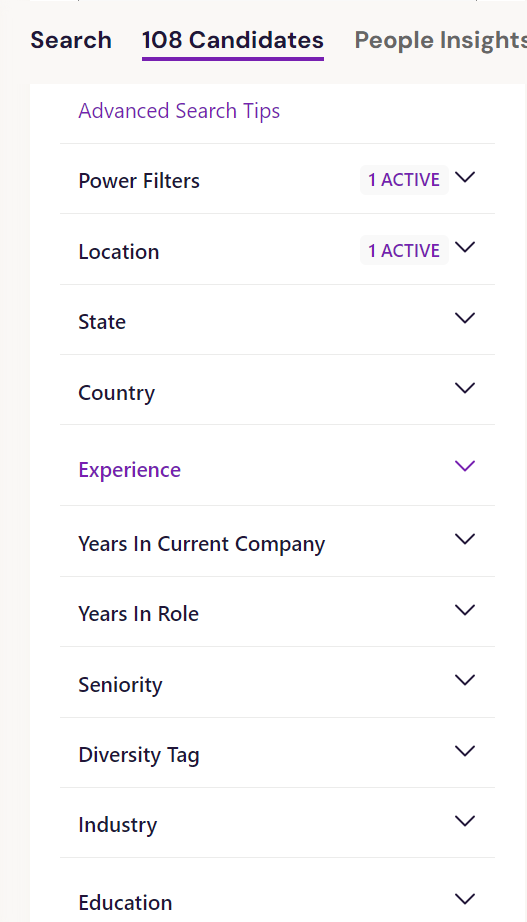 Search 108 Candidates People Insights
Advanced Search Tips
Power Filters 1 ACTIVE
Location 1 ACTIVE
State
Country
Experience
Years In Current Company
Years In Role
Seniority
Diversity Tag
Industry
Education